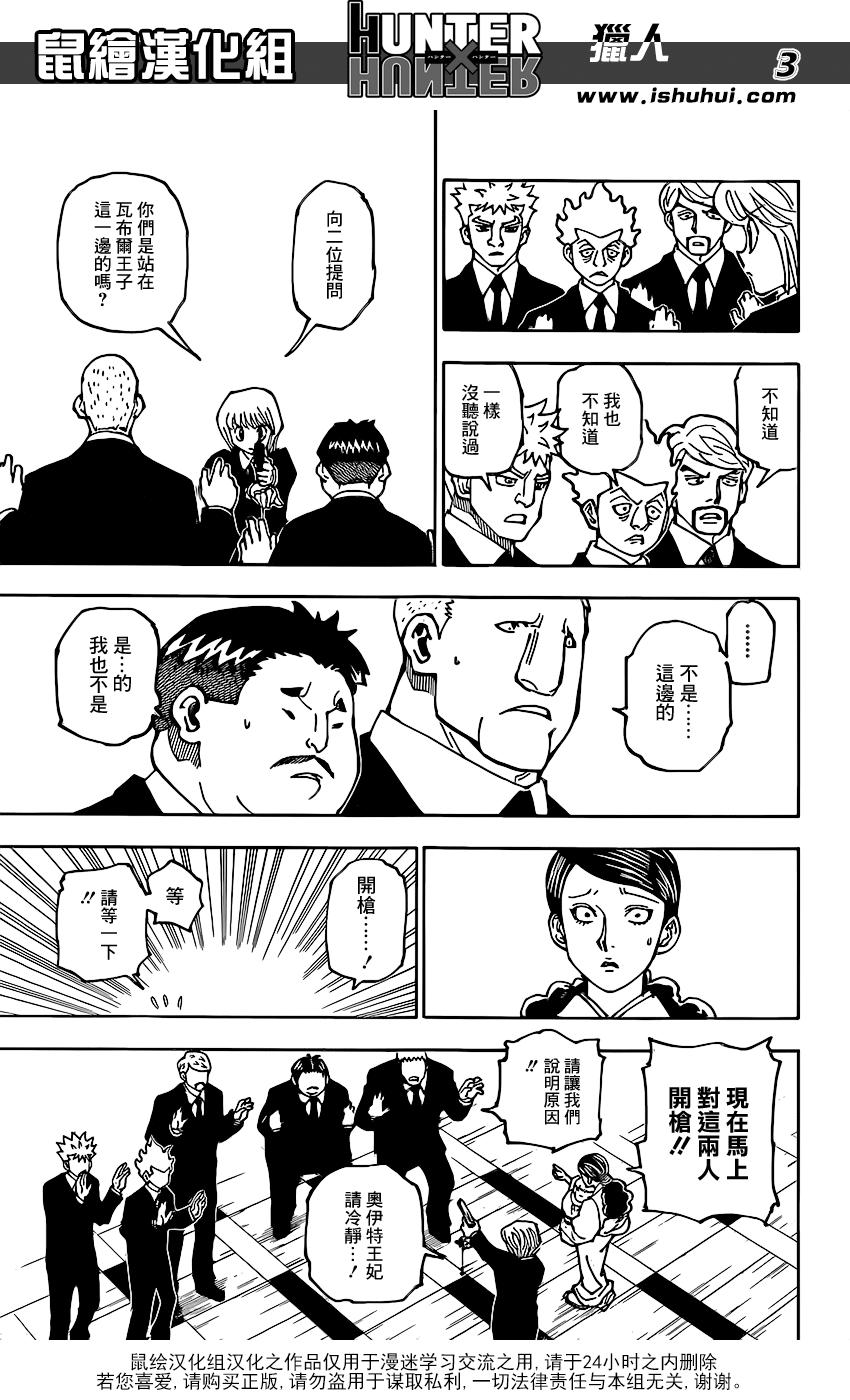 鼠繪漢化組
HUNTER
×
HUNTER
ハンター
ハンター
獵人
3
www.ishuhui.com
不知道
我也
不知道
一樣
沒聽說過
向二位提問
你們是站在
瓦布爾王子
這一邊的嗎?
……
不是……
這邊的
是…的
我也不是
開槍……!
等
請等一下
!!
現在馬上
對這兩人
開槍!!
請讓我們
說明原因
!!
奧伊特王妃
請冷靜…!
鼠绘汉化组汉化之作品仅用于漫迷学习交流之用, 请于24小时之内删除
若您喜爱, 请购买正版, 请勿盗用于谋取私利, 一切法律责任与本组无关, 谢谢。